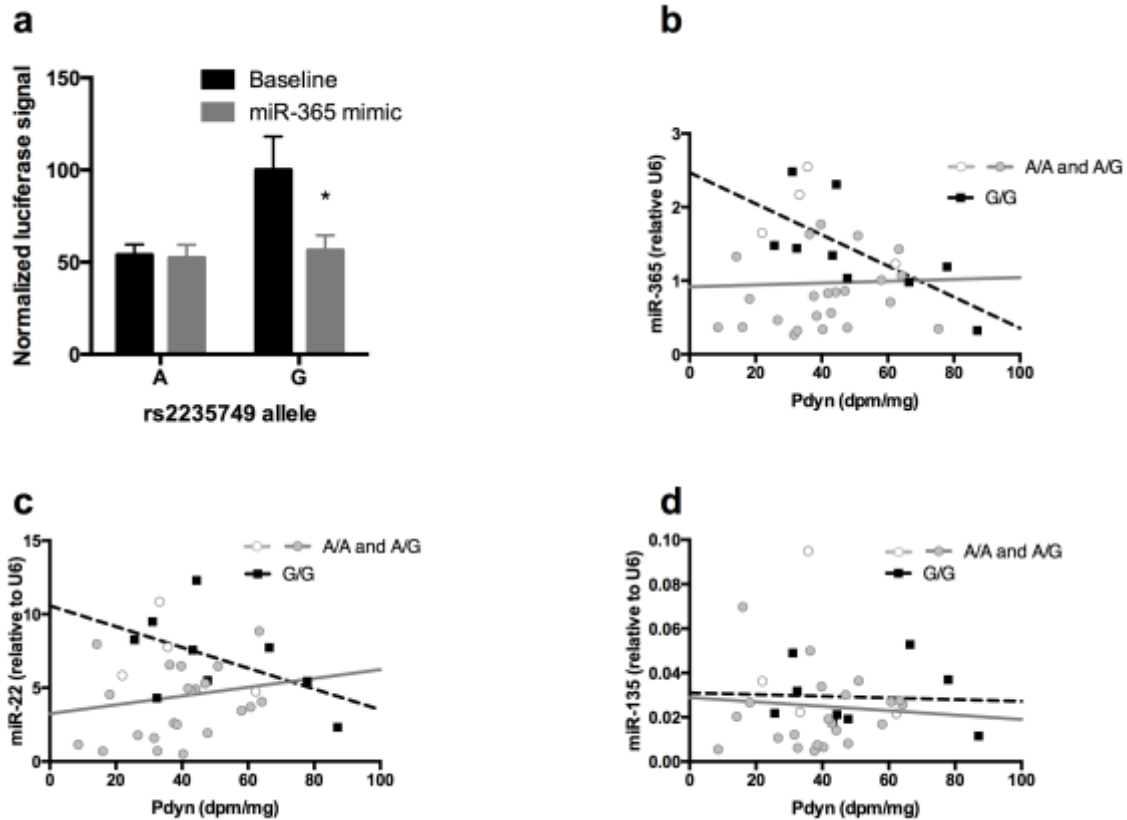 a
Normalized luciferase signal
150
100
50
0
Baseline
miR-365 mimic
*
A
G
rs2235749 allele
b
miR-365 (relative U6)
3
2
1
0
A/A and A/G
G/G
0
20
40
60
80
100
Pdyn (dpm/mg)
c
miR-22 (relative to U6)
15
10
5
0
A/A and A/G
G/G
0
20
40
60
80
100
Pdyn (dpm/mg)
d
miR-135 (relative to U6)
0.10
0.08
0.06
0.04
0.02
0.00
A/A and A/G
G/G
0
20
40
60
80
100
Pdyn (dpm/mg)